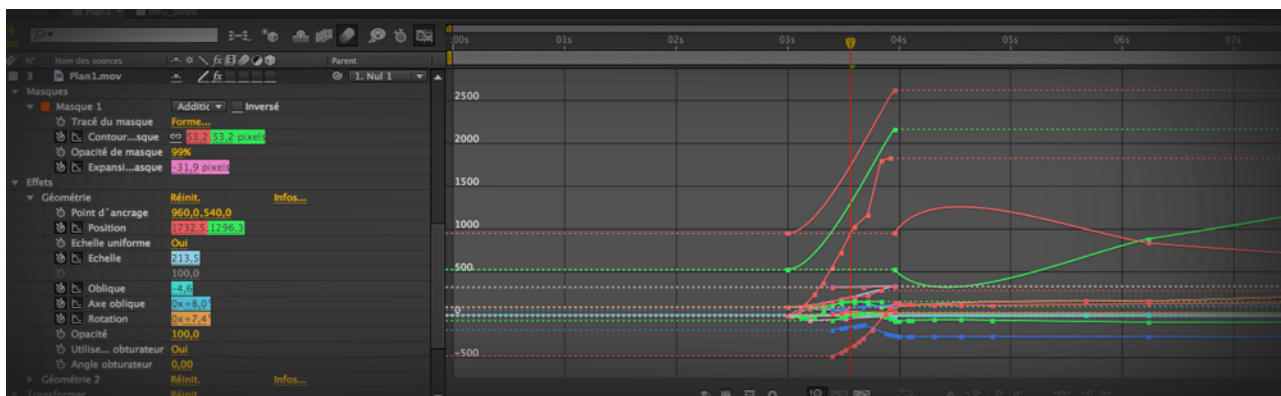 Plan1 ×
:00s 01s 02s 03s 04s 05s 06s 07s
N° Nom des sources fx Parent
3 Plan1.mov fx 1. Nul 1
Masques
Masque 1 Additic Inversé
Tracé du masque Forme...
Contour...sque 53,2,53,2 pixels
Opacité de masque 99%
Expansi...asque -31,9 pixels
Effets
Géométrie Réinit. Infos...
Point d´ancrage 960,0,540,0
Position 1732,5,1296,3
Echelle uniforme Oui
Echelle 213,5
100,0
Oblique -4,6
Axe oblique 0x+8,0°
Rotation 0x+7,4°
Opacité 100,0
Utilise... obturateur Oui
Angle obturateur 0,00
Géométrie 2 Réinit. Infos...
Transformer Réinit.
2500
2000
1500
1000
500
0
-500